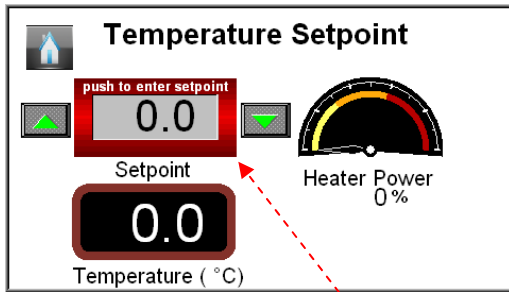 Temperature Setpoint
push to enter setpoint
0.0
Setpoint
Heater Power
0%
0.0
Temperature ( °C)